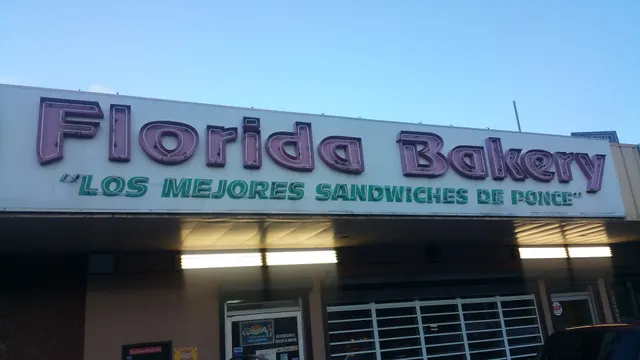 Florida Bakery
"LOS MEJORES SANDWICHES DE PONCE"